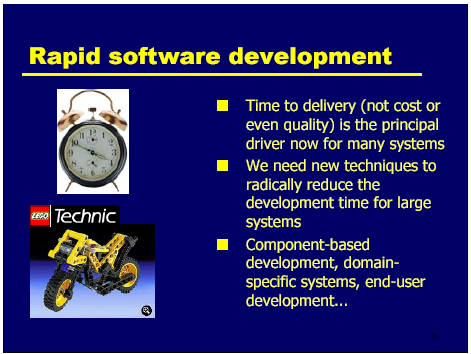 Rapid software development
Time to delivery (not cost or
even quality) is the principal
driver now for many systems
We need new techniques to
radically reduce the
development time for large
systems
Component-based
development, domain-
specific systems, end-user
development...
LEGO Technic